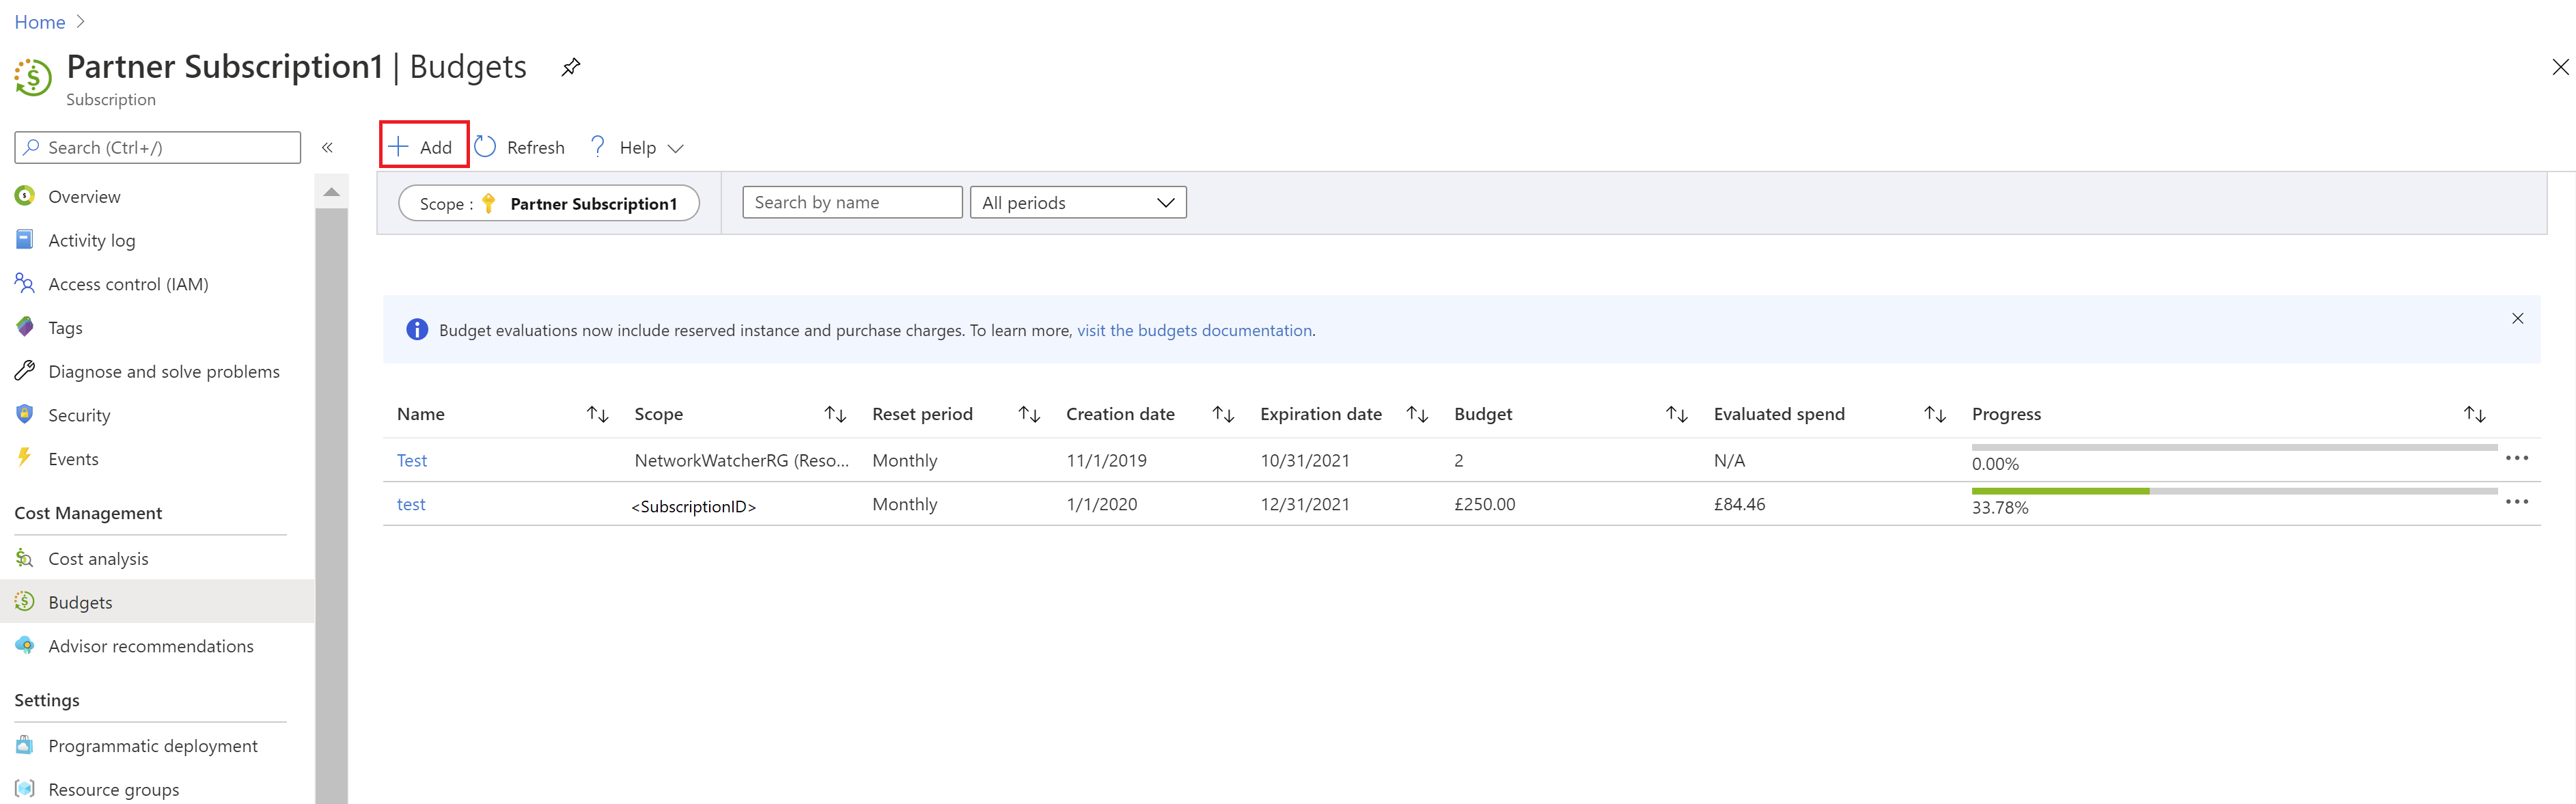 Home
Partner Subscription1 | Budgets
Subscription
Search (Ctrl+/)
Overview
Activity log
Access control (IAM)
Tags
Diagnose and solve problems
Security
Events
Cost Management
Cost analysis
Budgets
Advisor recommendations
Settings
Programmatic deployment
Resource groups
Add Refresh Help
Scope : Partner Subscription1 Search by name All periods
Budget evaluations now include reserved instance and purchase charges. To learn more, visit the budgets documentation.
Name Scope Reset period Creation date Expiration date Budget Evaluated spend Progress
Test NetworkWatcherRG (Reso... Monthly 11/1/2019 10/31/2021 2 N/A 0.00%
test <SubscriptionID> Monthly 1/1/2020 12/31/2021 £250.00 £84.46 33.78%